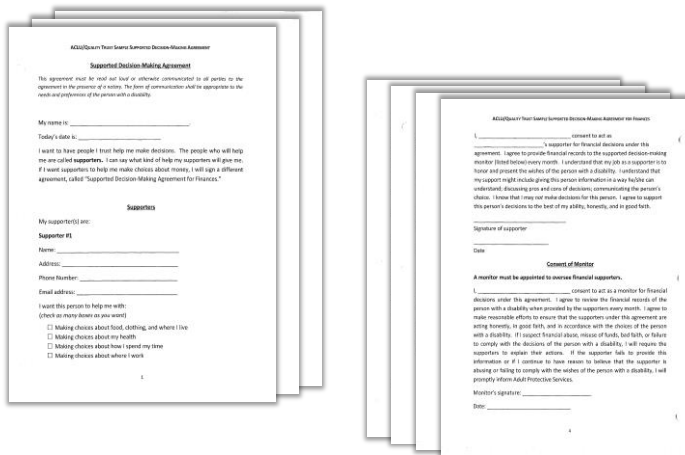 ACLU/QUALITY TRUST SAMPLE SUPPORTED DECISION-MAKING AGREEMENT
Supported Decision-Making Agreement
This agreement must be read out loud or otherwise communicated to all parties to the
agreement in the presence of a notary. The form of communication shall be appropriate to the
needs and preferences of the person with a disability.
My name is: ______________________________.
Today's date is: ____________________
I want to have people I trust help me make decisions. The people who will help
me are called supporters. I can say what kind of help my supporters will give me.
If I want supporters to help me make choices about money, I will sign a different
agreement, called "Supported Decision-Making Agreement for Finances."
Supporters
My supporter(s) are:
Supporter #1
Name: ______________________________
Address: ______________________________
Phone Number: ______________________________
Email address: ______________________________
I want this person to help me with:
(check as many boxes as you want)
☐ Making choices about food, clothing, and where I live
☐ Making choices about my health
☐ Making choices about how I spend my time
☐ Making choices about where I work
1
ACLU/QUALITY TRUST SAMPLE SUPPORTED DECISION-MAKING AGREEMENT FOR FINANCES
I, ______________________ consent to act as
______________________'s supporter for financial decisions under this
agreement. I agree to provide financial records to the supported decision-making
monitor (listed below) every month. I understand that my job as a supporter is to
honor and present the wishes of the person with a disability. I understand that
my support might include giving this person information in a way he/she can
understand; discussing pros and cons of decisions; communicating the person's
choice. I know that I may not make decisions for this person. I agree to support
this person's decisions to the best of my ability, honestly, and in good faith.
______________________
Signature of supporter
__________________
Date
Consent of Monitor
A monitor must be appointed to oversee financial supporters.
I, ______________________ consent to act as a monitor for financial
decisions under this agreement. I agree to review the financial records of the
person with a disability when provided by the supporters every month. I agree to
make reasonable efforts to ensure that the supporters under this agreement are
acting honestly, in good faith, and in accordance with the choices of the person
with a disability. If I suspect financial abuse, misuse of funds, bad faith, or failure
to comply with the decisions of the person with a disability, I will require the
supporters to explain their actions. If the supporter fails to provide this
information or if I continue to have reason to believe that the supporter is
abusing or failing to comply with the wishes of the person with a disability, I will
promptly inform Adult Protective Services.
Monitor's signature: __________________
Date: ______________________
4